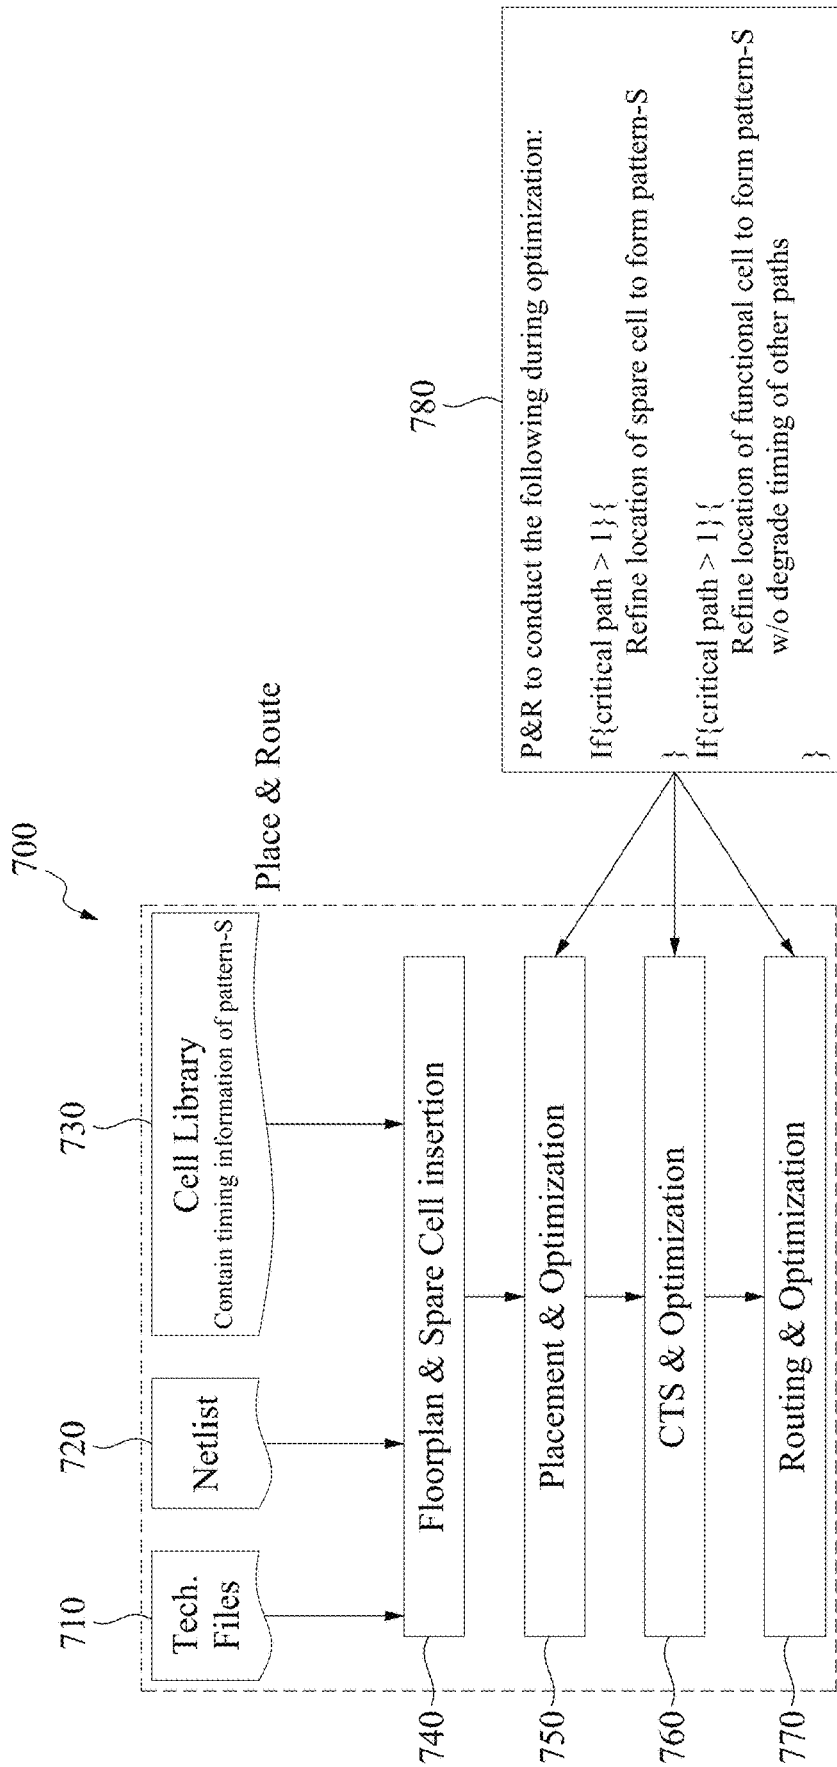 700
Place & Route
710
Tech.
Files
720
Netlist
730
Cell Library
Contain timing information of pattern-S
740
Floorplan & Spare Cell insertion
750
Placement & Optimization
760
CTS & Optimization
770
Routing & Optimization
780
P&R to conduct the following during optimization:
If{critical path > 1}{
Refine location of spare cell to form pattern-S
}
If{critical path > 1}{
Refine location of functional cell to form pattern-S
w/o degrade timing of other paths
}